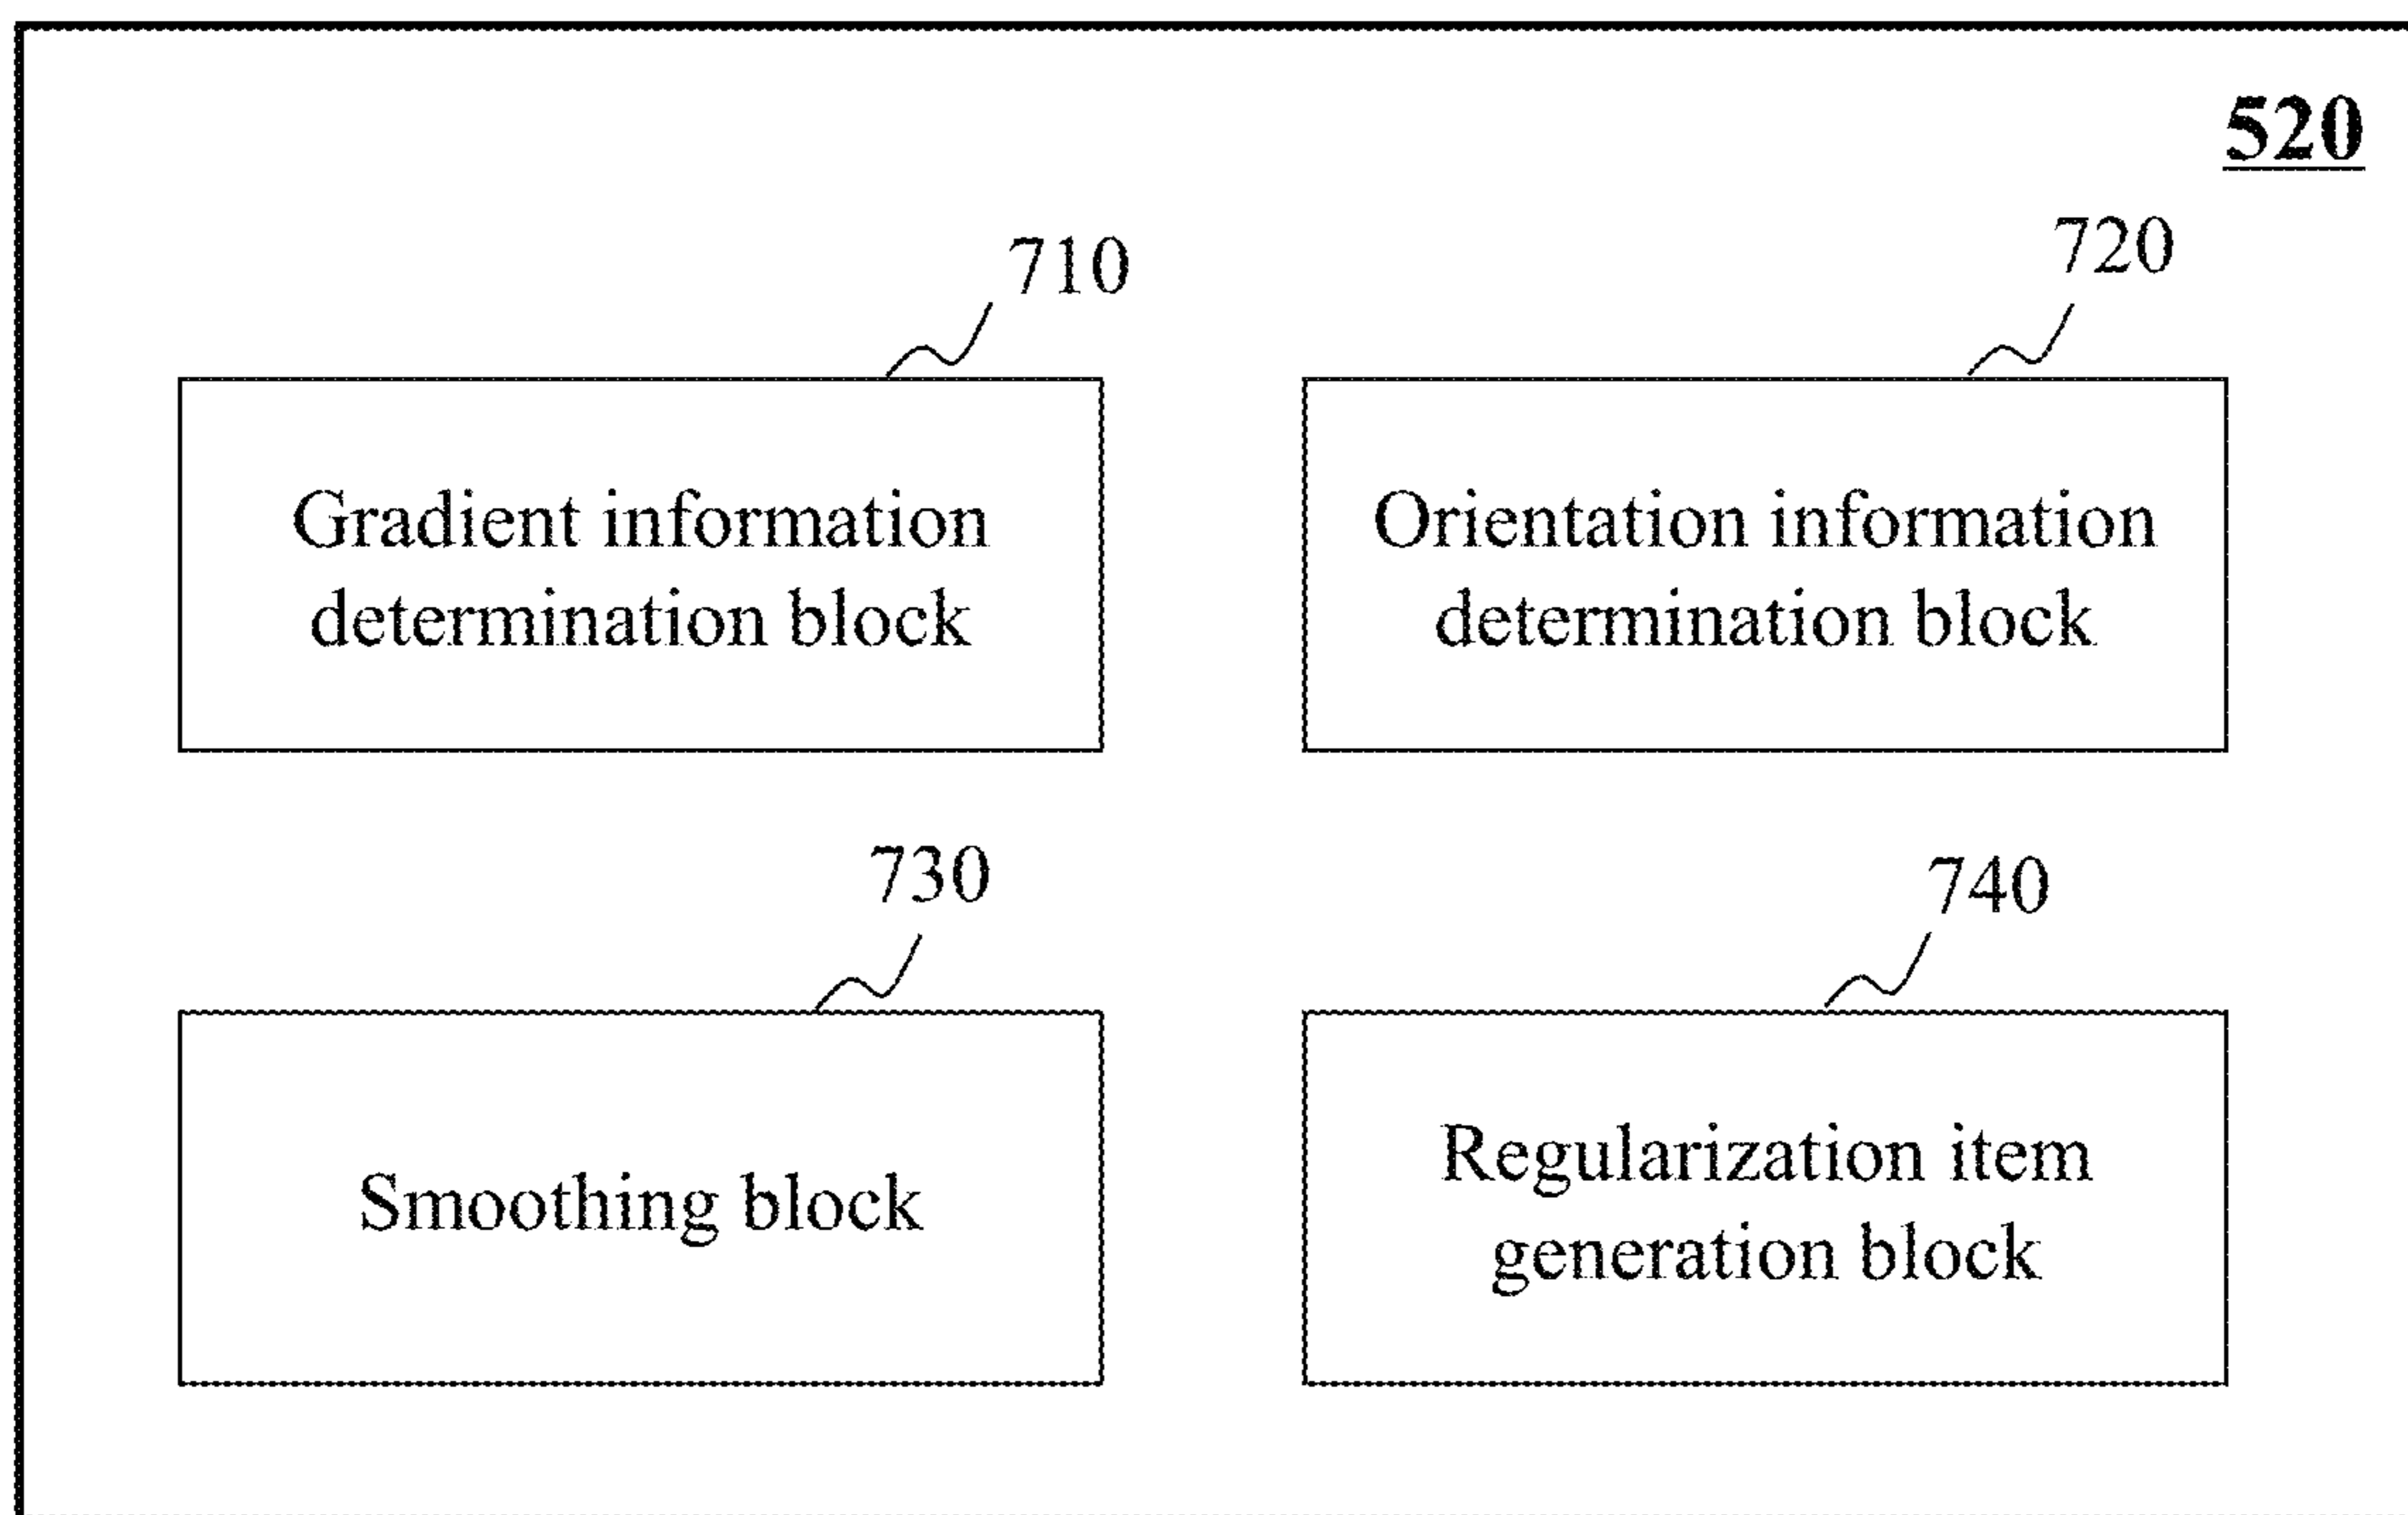 520
710
720
Gradient information
determination block
Orientation information
determination block
730
740
Smoothing block
Regularization item
generation block